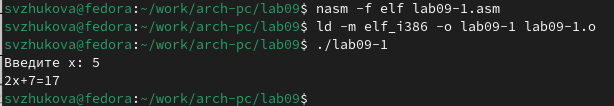 svzhukova@fedora:~/work/arch-pc/lab09$ nasm -f elf lab09-1.asm
svzhukova@fedora:~/work/arch-pc/lab09$ ld -m elf_i386 -o lab09-1 lab09-1.o
svzhukova@fedora:~/work/arch-pc/lab09$ ./lab09-1
Введите x: 5
2x+7=17
svzhukova@fedora:~/work/arch-pc/lab09$